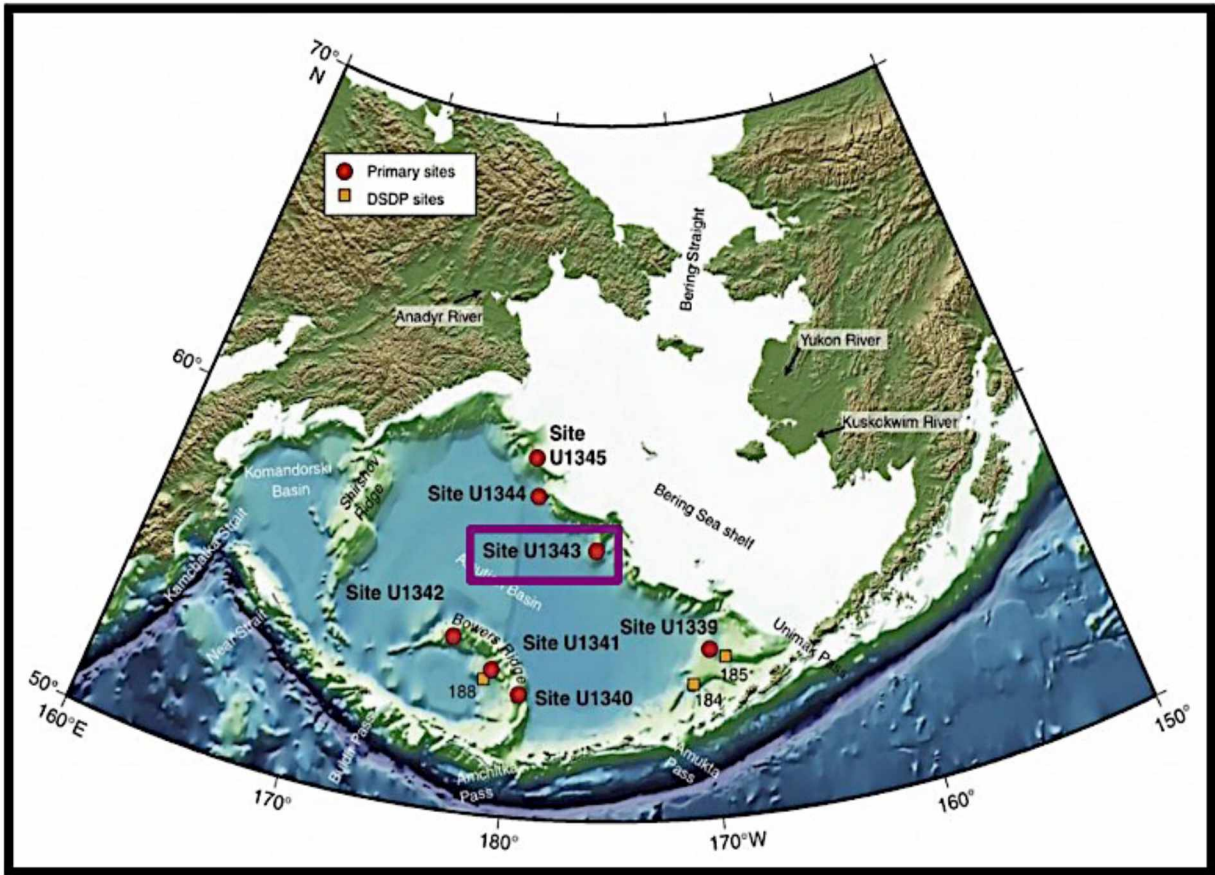 70°
N
Primary sites
DSDP sites
Bering Straight
Anadyr River
Yukon River
60°
Kuskokwim River
Site
U1345
Komandorski
Basin
Shirshov
Ridge
Site U1344
Bering Sea shelf
Site U1343
Aleutian Basin
Kamchatka Strait
Site U1342
Bowers Ridge
Site U1341
Site U1339
Unimak Pass
Near Strait
185
188
184
Site U1340
50°
160°E
150°
Buldir Pass
Amchitka
Pass
Amukta
Pass
170°
160°
180°
170°W